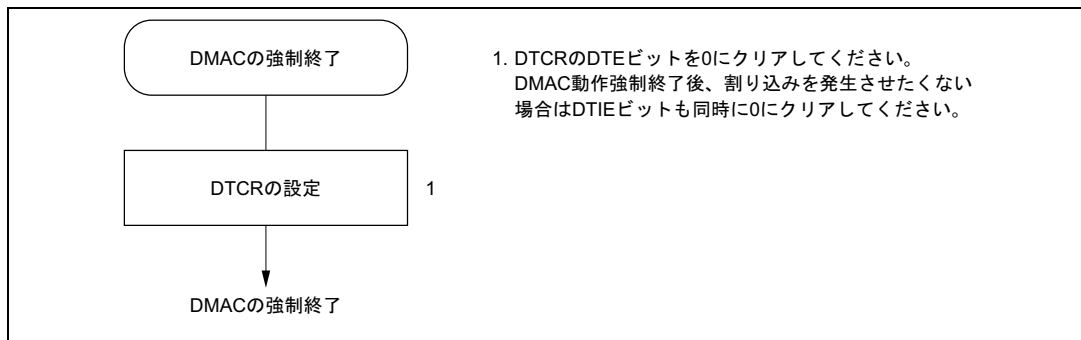 DMACの強制終了
1. DTCRのDTEビットを0にクリアしてください。
DMAC動作強制終了後、割り込みを発生させたくない
場合はDTIEビットも同時に0にクリアしてください。
DTCRの設定
1
DMACの強制終了